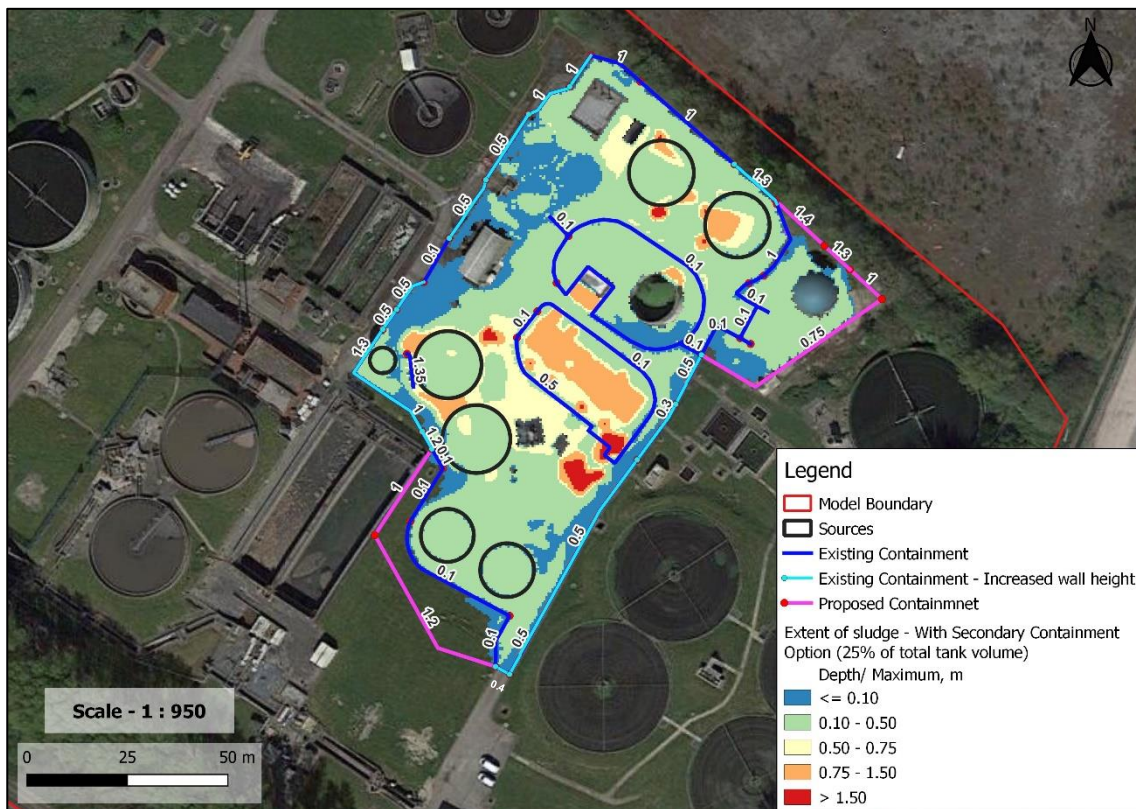 N
1
1
1
1
1.3
0.5
0.5
1.4
1.3
1
0.1
0.1
1
0.1
0.1
0.1
0.1
0.75
0.5
0.5
0.1
0.1
0.1
0.5
1.3
1.35
0.5
0.3
1
1.2
0.1
1
0.1
0.5
0.1
1.2
0.1
0.5
0.4
Scale - 1 : 950
0 25 50 m
Legend
Model Boundary
Sources
Existing Containment
Existing Containment - Increased wall height
Proposed Containmnet
Extent of sludge - With Secondary Containment
Option (25% of total tank volume)
Depth/ Maximum, m
<= 0.10
0.10 - 0.50
0.50 - 0.75
0.75 - 1.50
> 1.50